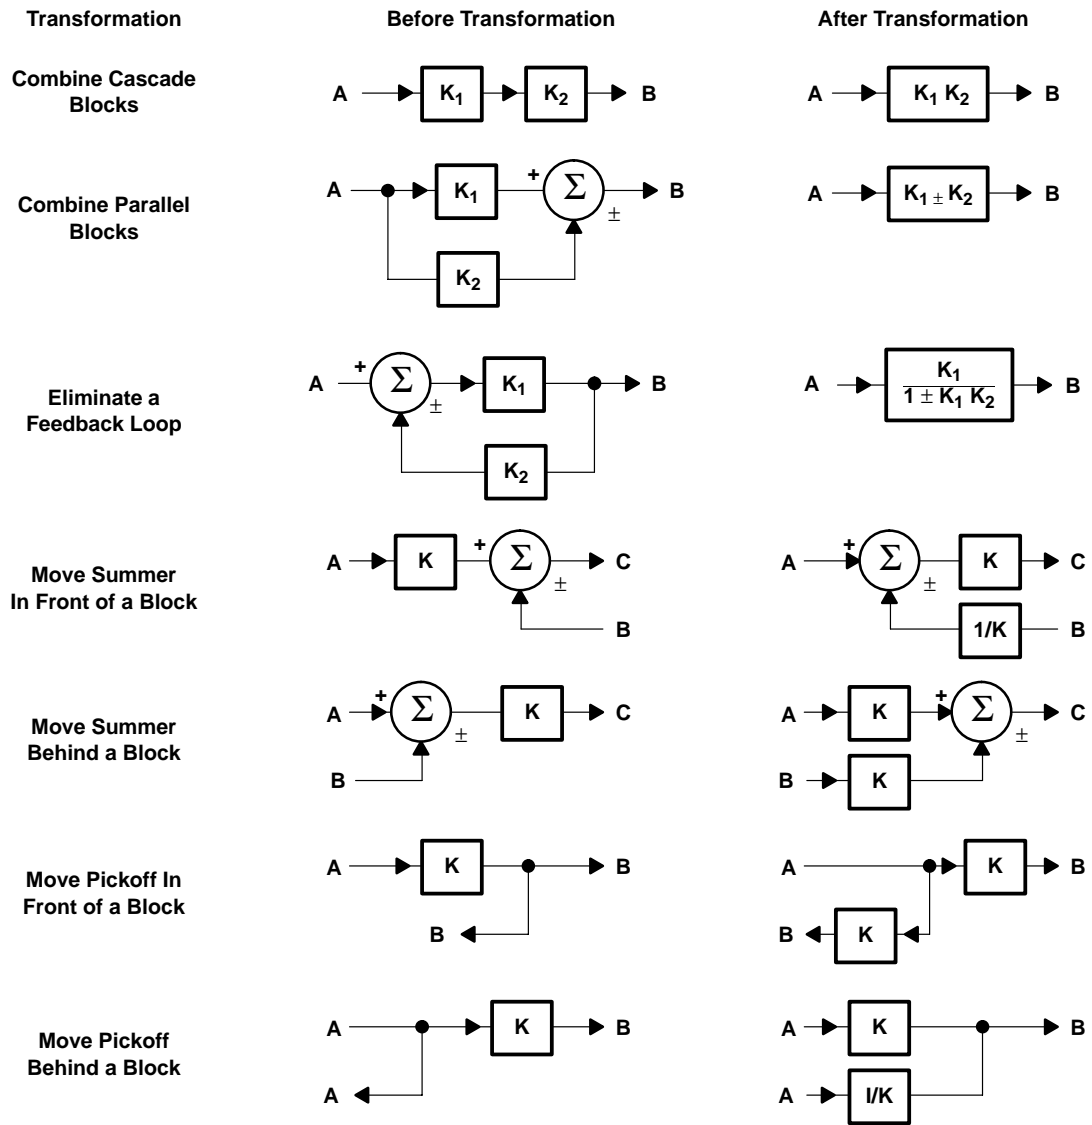 Transformation Before Transformation After Transformation
Combine Cascade
Blocks
A K1 K2 B
A K1 K2 B
Combine Parallel
Blocks
A K1 + Σ ± B
K2
A K1 ± K2 B
Eliminate a
Feedback Loop
A + Σ ± K1 B
K2
A K1 B
1 ± K1 K2
Move Summer
In Front of a Block
A K + Σ ± C
B
A + Σ ± K C
1/K B
Move Summer
Behind a Block
A + Σ ± K C
B
A K + Σ ± C
B K
Move Pickoff In
Front of a Block
A K B
B
A K B
B K
Move Pickoff
Behind a Block
A K B
A
A K B
A I/K